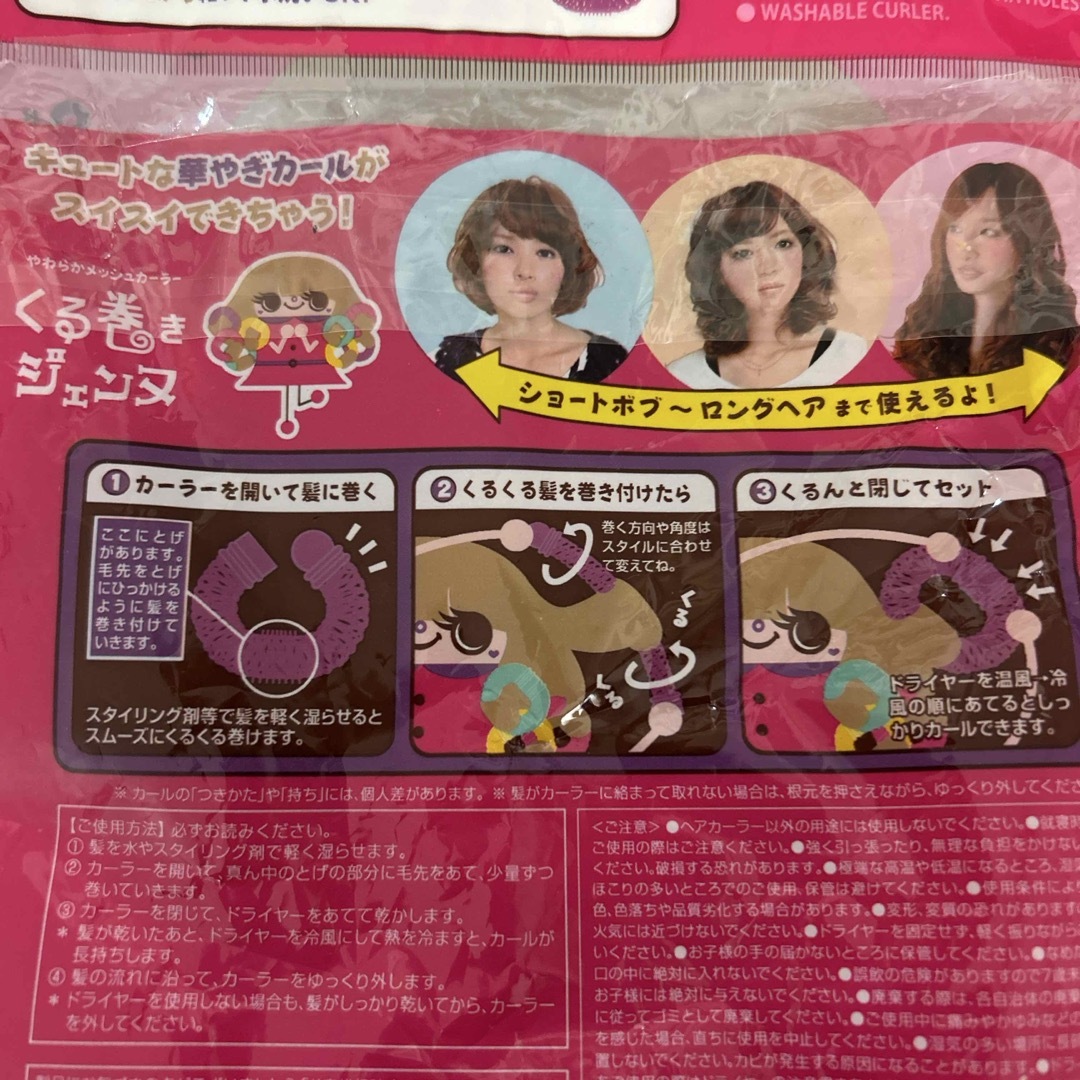 WASHABLE CURLER.
キュートな華やぎカールが
スイスイできちゃう!
やわらかメッシュカーラー
くる巻き
ジェンヌ
ショートボブ～ロングヘア まで使えるよ!
① カーラーを開いて髪に巻く
ここにとげ
があります。
毛先をとげ
にひっかける
ように髪を
巻き付けて
いきます。
スタイリング剤等で髪を軽く湿らせると
スムーズにくるくる巻けます。
② くるくる髪を巻き付けたら
巻く方向や角度は
スタイルに合わせ
て変えてね。
くる
くる
③ くるんと閉じてセット
ドライヤーを温風→冷
風の順にあてるとしっ
かりカールできます。
※ カールの「つきかた」や「持ち」には、個人差があります。 ※ 髪がカーラーに絡まって取れない場合は、根元を押さえながら、ゆっくり外してくださ
【ご使用方法】必ずお読みください。
① 髪を水やスタイリング剤で軽く湿らせます。
② カーラーを開いて、真ん中のとげの部分に毛先をあて、少量ずつ
巻いていきます。
③ カーラーを閉じて、ドライヤーをあてて乾かします。
* 髪が乾いたあと、ドライヤーを冷風にして熱を冷ますと、カールが
長持ちします。
④ 髪の流れに沿って、カーラーをゆっくり外します。
* ドライヤーを使用しない場合も、髪がしっかり乾いてから、カーラー
を外してください。
<ご注意> ●ヘアカーラー以外の用途には使用しないでください。●就寝時
ご使用の際はご注意ください。●強く引っ張ったり、無理な負担をかけない
ください。破損する恐れがあります。●極端な高温や低温になるところ、湿
ほこりの多いところでのご使用、保管は避けてください。●使用条件により
色、色落ちや品質劣化する場合があります。●変形、変質の恐れがあります
火気には近づけないでください。●ドライヤーを固定せず、軽く振りながら
いください。●お子様の手の届かないところに保管してください。●なめ
口の中に絶対に入れないでください。●誤飲の危険がありますので7歳未
お子様には絶対に与えないでください。●廃棄する際は、各自治体の廃棄
に従ってゴミとして廃棄してください。●ご使用中に痛みやかゆみなどの
を感じた場合、直ちに使用を中止してください。●湿気の多い場所に長時
置しないでください。カビが発生する原因になることがあります。●ドラ